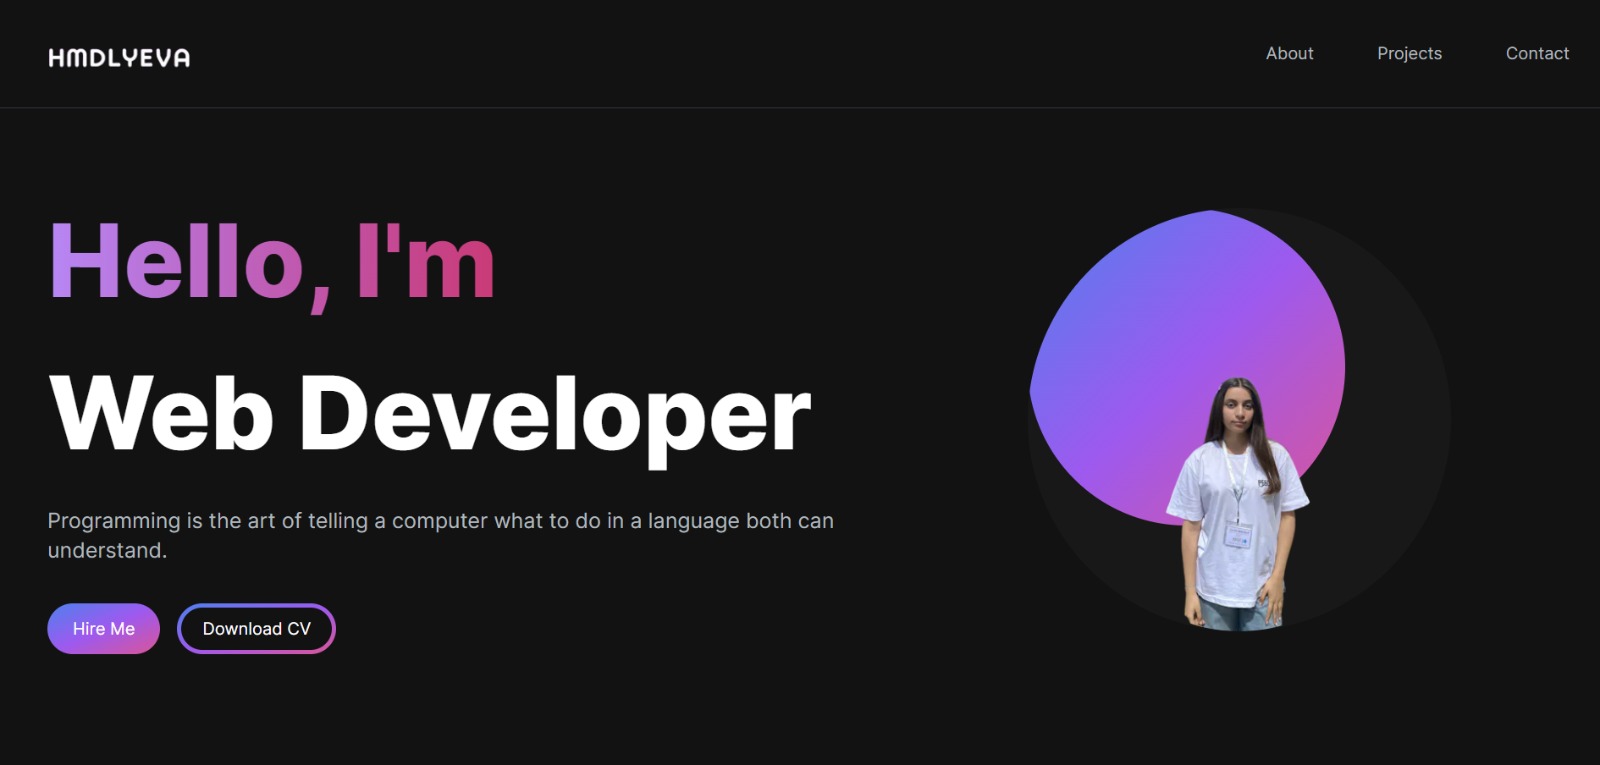 HMDLYEVA
About Projects Contact
Hello, I'm
Web Developer
Programming is the art of telling a computer what to do in a language both can
understand.
Hire Me Download CV